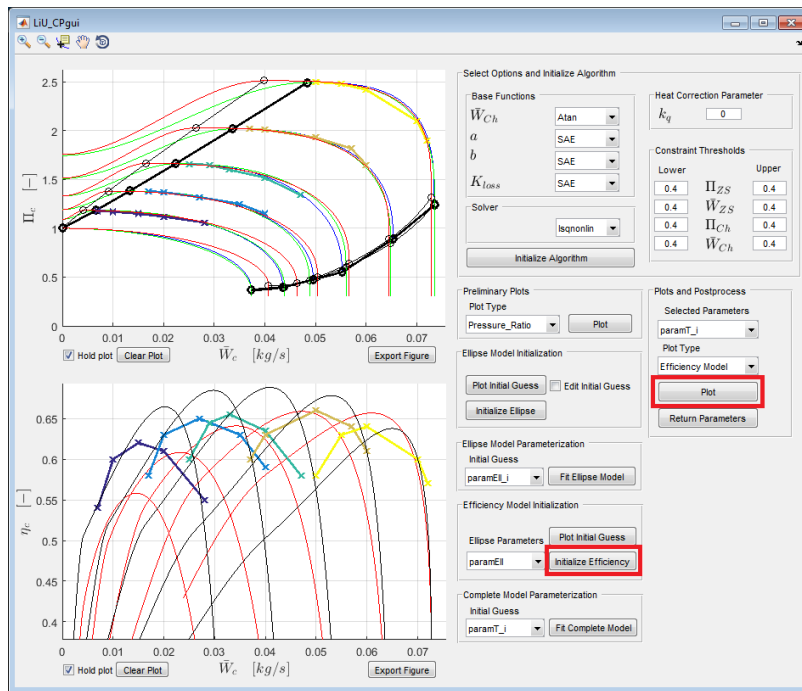 LiU_CPgui
2.5
2
1.5
1
0.5
0
Π_c [−]
0 0.01 0.02 0.03 0.04 0.05 0.06 0.07
W̄_c [kg/s]
Hold plot Clear Plot Export Figure
0.65
0.6
0.55
0.5
0.45
0.4
η_c [−]
0 0.01 0.02 0.03 0.04 0.05 0.06 0.07
W̄_c [kg/s]
Hold plot Clear Plot Export Figure
Select Options and Initialize Algorithm
Base Functions
W̄_Ch Atan
a SAE
b SAE
K_loss SAE
Solver
lsqnonlin
Initialize Algorithm
Heat Correction Parameter
k_q 0
Constraint Thresholds
Lower Upper
0.4 Π_ZS 0.4
0.4 W̄_ZS 0.4
0.4 Π_Ch 0.4
0.4 W̄_Ch 0.4
Preliminary Plots
Plot Type
Pressure_Ratio Plot
Ellipse Model Initialization
Plot Initial Guess Edit Initial Guess
Initialize Ellipse
Ellipse Model Parameterization
Initial Guess
paramEll_i Fit Ellipse Model
Efficiency Model Initialization
Plot Initial Guess
Ellipse Parameters
paramEll Initialize Efficiency
Complete Model Parameterization
Initial Guess
paramT_i Fit Complete Model
Plots and Postprocess
Selected Parameters
paramT_i
Plot Type
Efficiency Model
Plot
Return Parameters